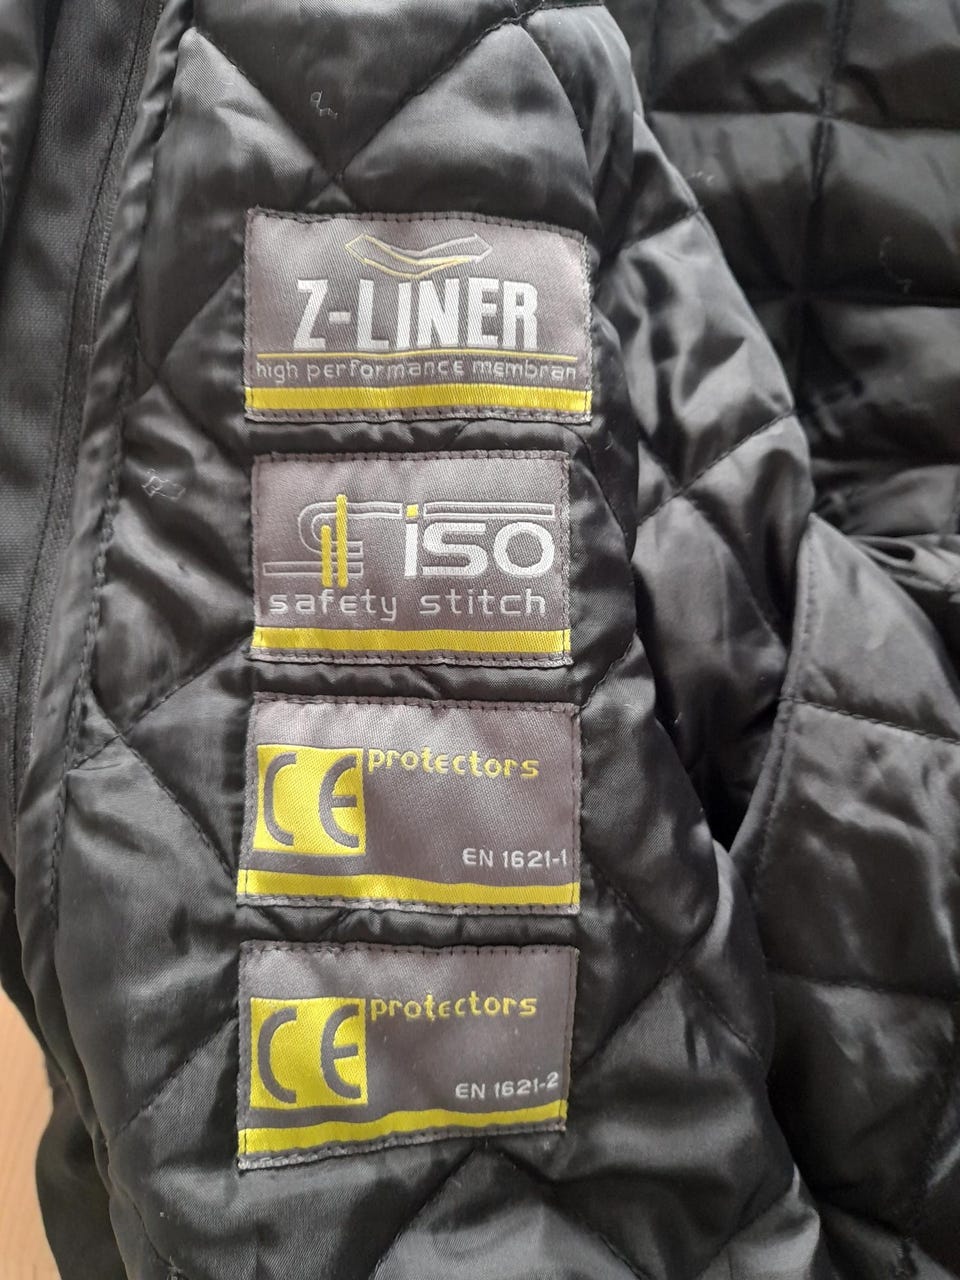 Z-LINER
high performance membran
iso
safety stitch
CE protectors
EN 1621-1
CE protectors
EN 1621-2